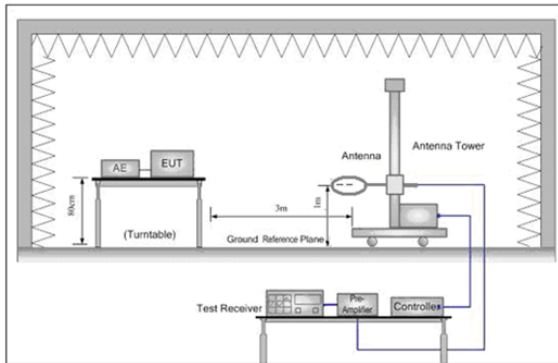 AE
EUT
80cm
(Turntable)
3m
1m
Antenna
Antenna Tower
Ground Reference Plane
Test Receiver
Pre-
Amplifier
Controller